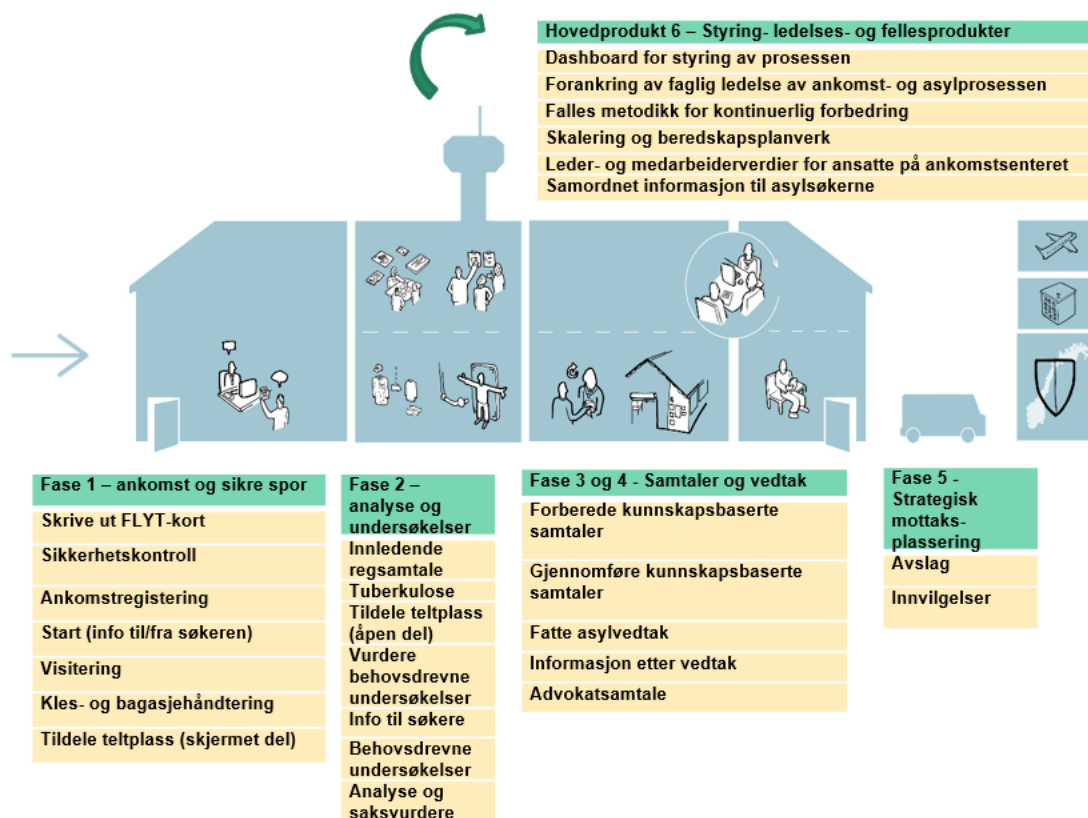 Hovedprodukt 6 – Styring- ledelses- og fellesprodukter
Dashboard for styring av prosessen
Forankring av faglig ledelse av ankomst- og asylprosessen
Falles metodikk for kontinuerlig forbedring
Skalering og beredskapsplanverk
Leder- og medarbeiderverdier for ansatte på ankomstsenteret
Samordnet informasjon til asylsøkerne
Fase 1 – ankomst og sikre spor
Skrive ut FLYT-kort
Sikkerhetskontroll
Ankomstregistering
Start (info til/fra søkeren)
Visitering
Kles- og bagasjehåndtering
Tildele teltplass (skjermet del)
Fase 2 –
analyse og
undersøkelser
Innledende
regsamtale
Tuberkulose
Tildele teltplass
(åpen del)
Vurdere
behovsdrevne
undersøkelser
Info til søkere
Behovsdrevne
undersøkelser
Analyse og
saksvurdere
Fase 3 og 4 - Samtaler og vedtak
Forberede kunnskapsbaserte
samtaler
Gjennomføre kunnskapsbaserte
samtaler
Fatte asylvedtak
Informasjon etter vedtak
Advokatsamtale
Fase 5 -
Strategisk
mottaks-
plassering
Avslag
Innvilgelser